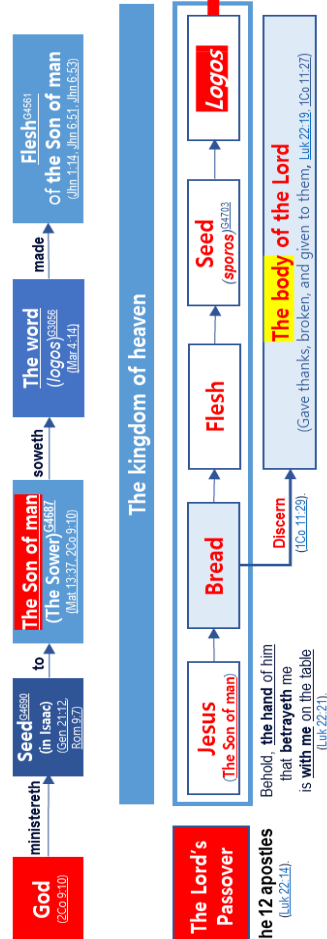 God
(2Co 9:10)
ministereth
Seed G4690
(in Isaac)
(Gen 21:12,
Rom 9:7)
to
The Son of man
(The Sower)G4687
(Mat 13:37, 2Co 9:10)
soweth
The word
(logos)G3056
(Mar 4:14)
made
Flesh G4561
of the Son of man
(Jhn 1:14, Jhn 6:51, Jhn 6:53)
The kingdom of heaven
The Lord's
Passover
Jesus
(The Son of man)
Bread
Flesh
Seed
(sporos)G4703
Logos
he 12 apostles
(Luk 22:14).
Behold, the hand of him
that betrayeth me
is with me on the table
(Luk 22:21).
Discern
(1Co 11:29).
The body of the Lord
(Gave thanks, broken, and given to them, Luk 22:19, 1Co 11:27)